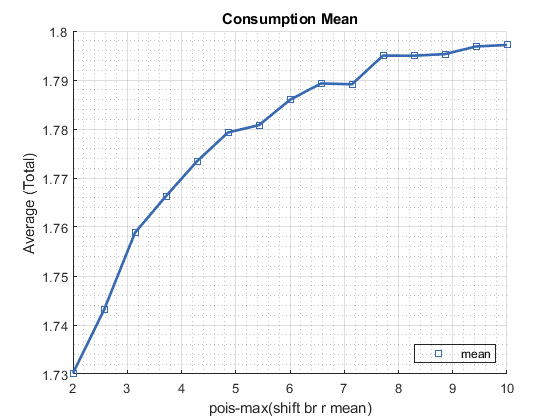 Consumption Mean
1.8
1.79
1.78
1.77
1.76
1.75
1.74
1.73
Average (Total)
mean
2 3 4 5 6 7 8 9 10
pois-max(shift br r mean)